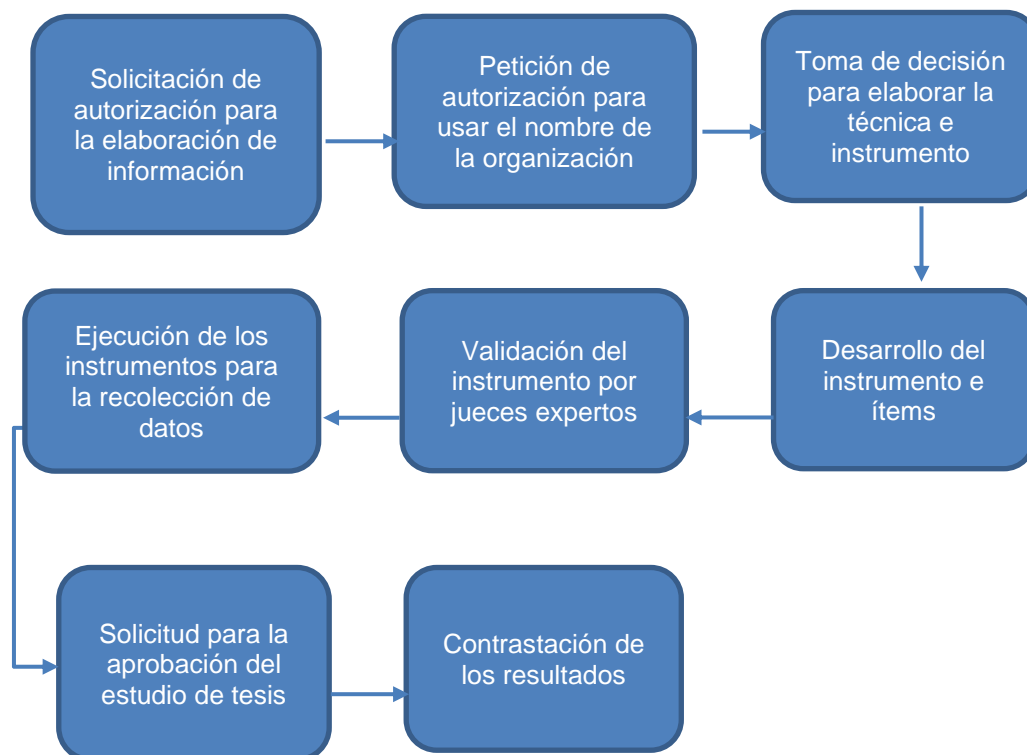 Solicitación de
autorización para
la elaboración de
información
Petición de
autorización para
usar el nombre de
la organización
Toma de decisión
para elaborar la
técnica e
instrumento
Desarrollo del
instrumento e
ítems
Validación del
instrumento por
jueces expertos
Ejecución de los
instrumentos para
la recolección de
datos
Solicitud para la
aprobación del
estudio de tesis
Contrastación de
los resultados